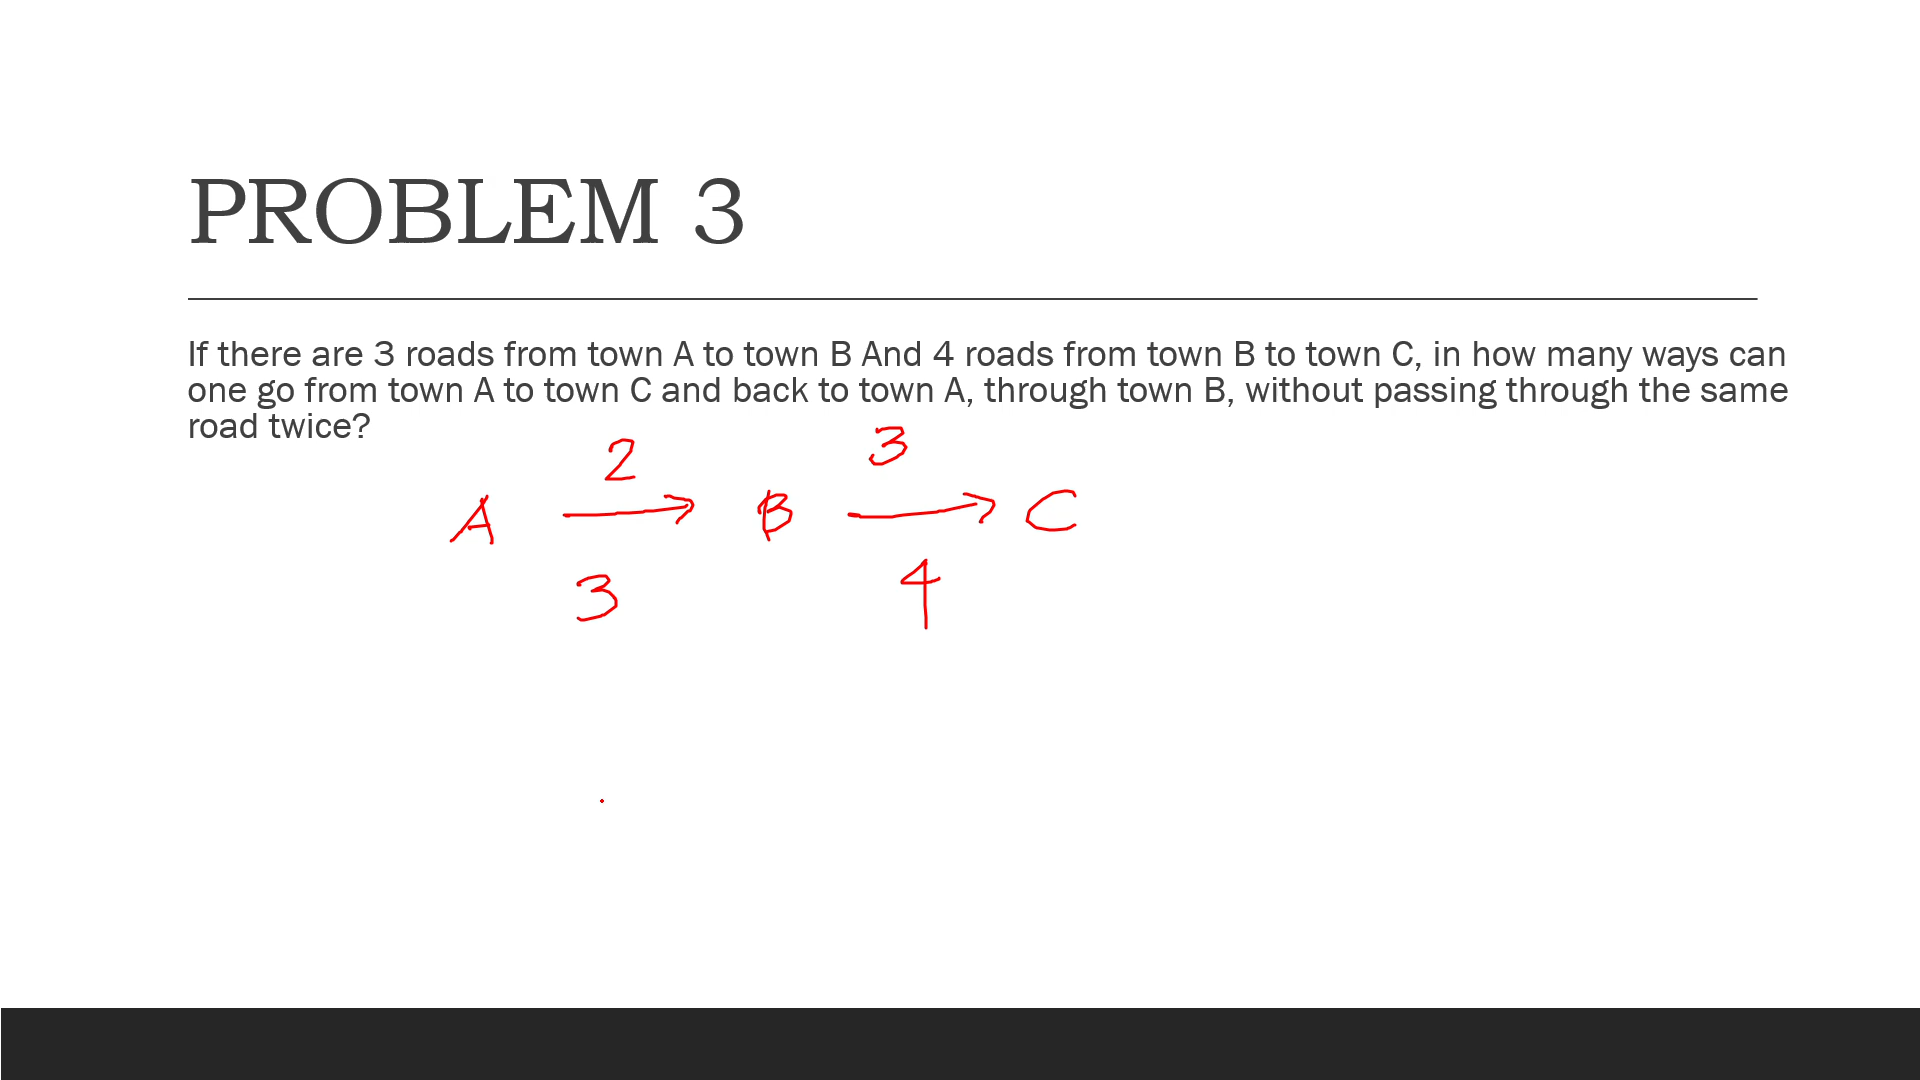 PROBLEM 3
If there are 3 roads from town A to town B And 4 roads from town B to town C, in how many ways can
one go from town A to town C and back to town A, through town B, without passing through the same
road twice?
2 3
A → B → C
3 4